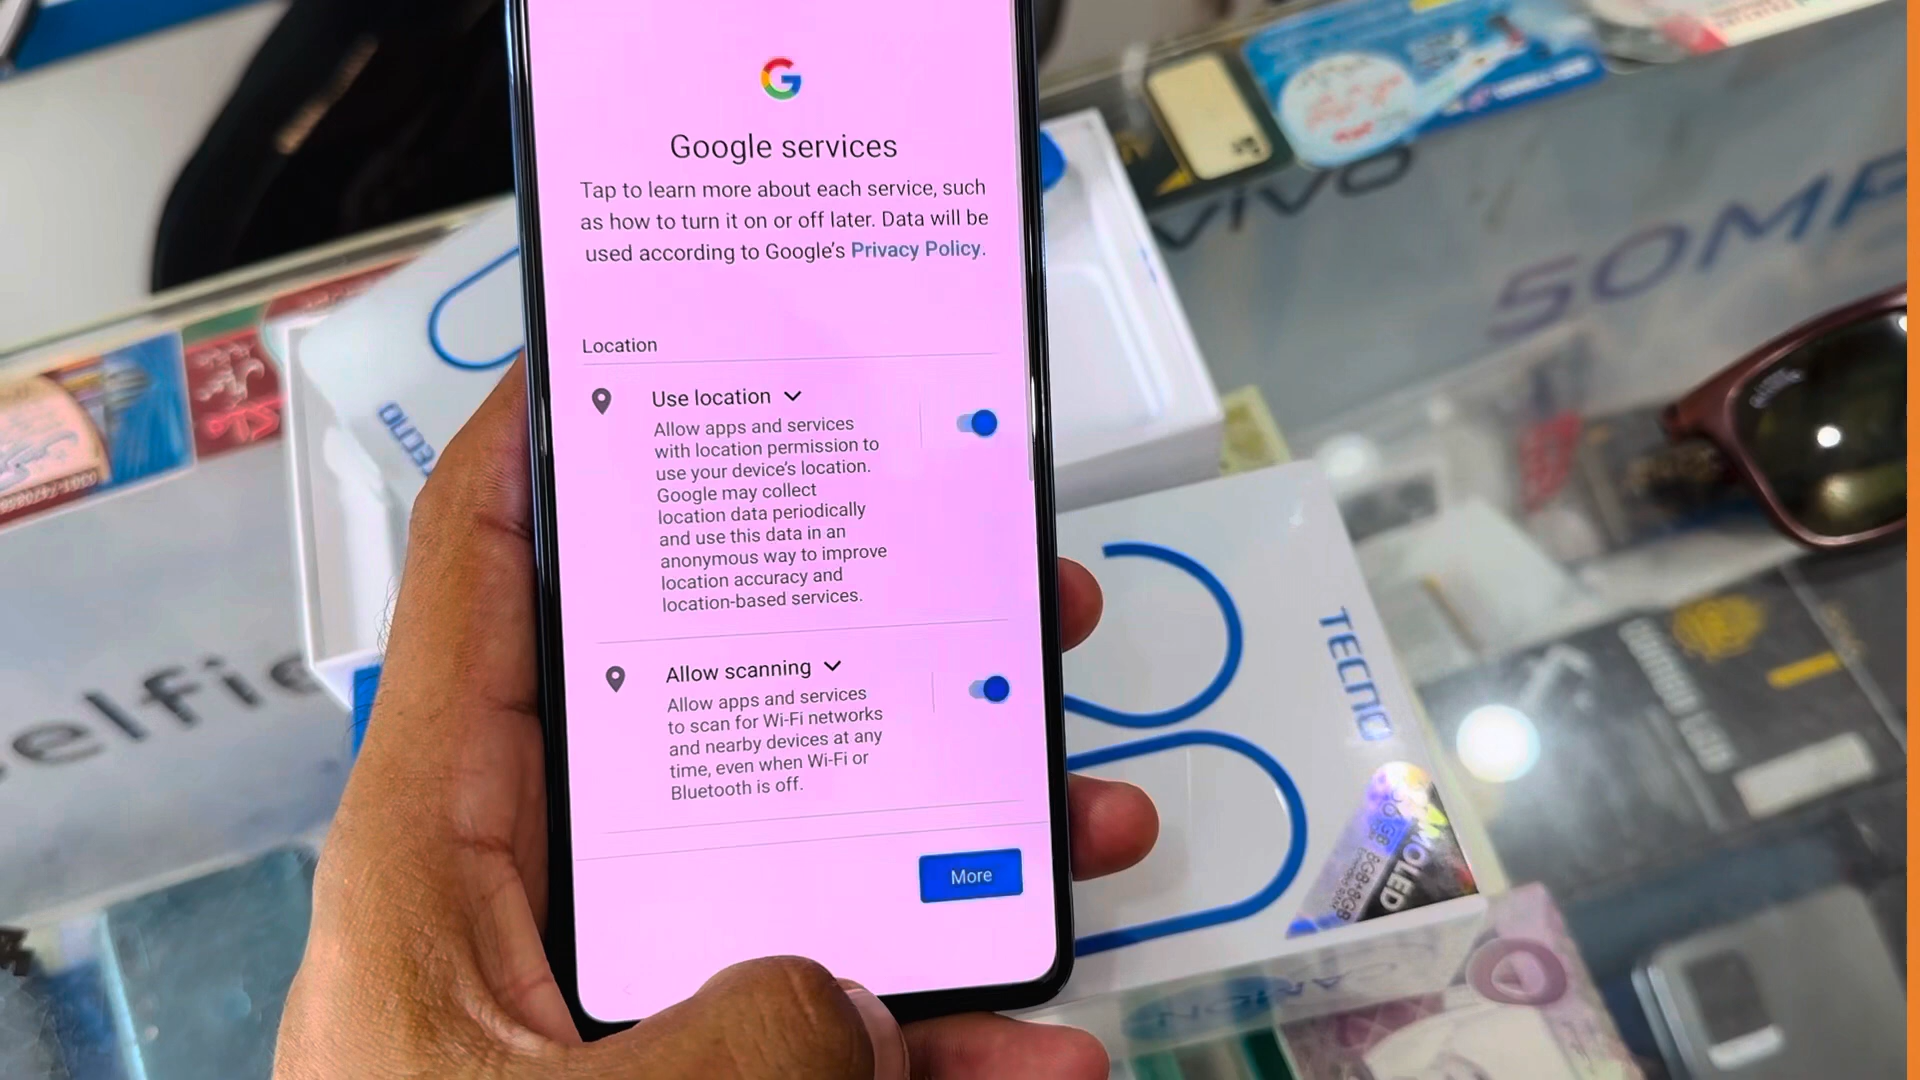 Google services
Tap to learn more about each service, such
as how to turn it on or off later. Data will be
used according to Google's Privacy Policy.
Location
Use location
Allow apps and services
with location permission to
use your device's location.
Google may collect
location data periodically
and use this data in an
anonymous way to improve
location accuracy and
location-based services.
Allow scanning
Allow apps and services
to scan for Wi-Fi networks
and nearby devices at any
time, even when Wi-Fi or
Bluetooth is off.
More
vivo
TECNO
TECNO
AMOLED
8GB+8GB
elfie